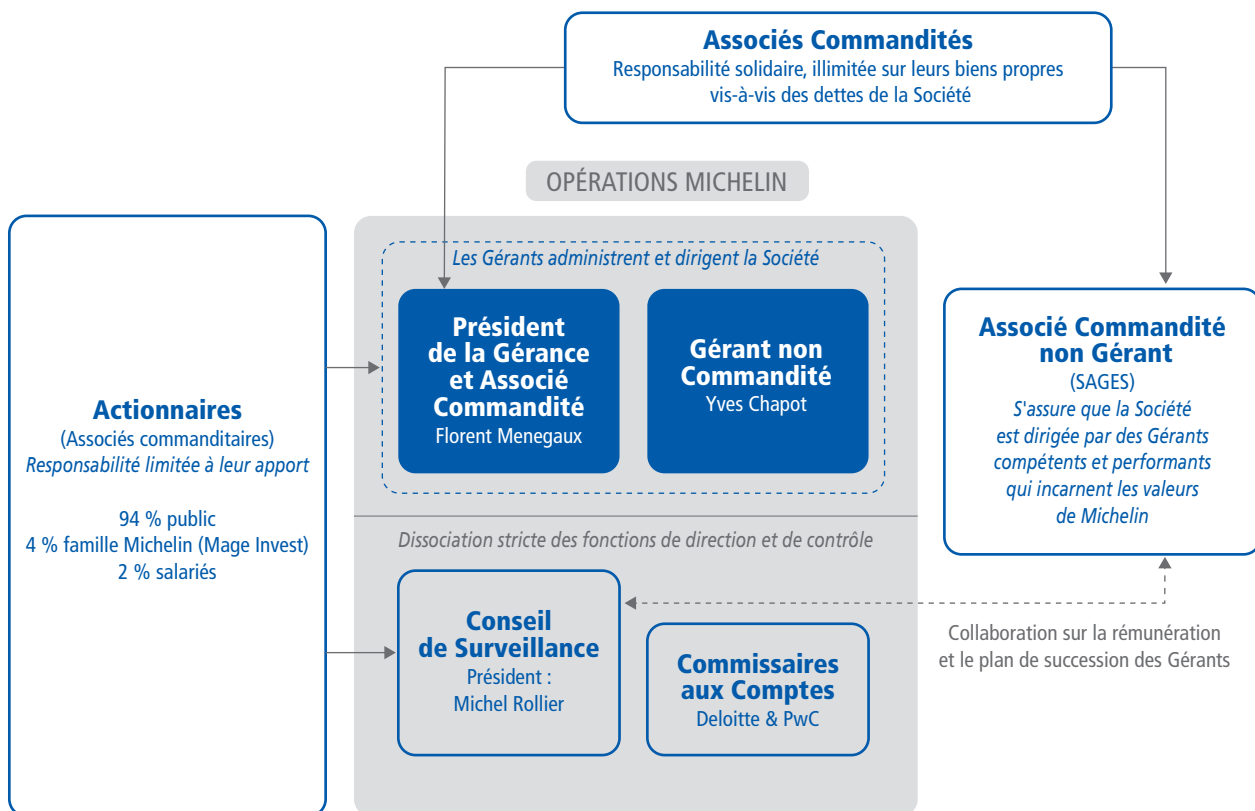 Associés Commandités
Responsabilité solidaire, illimitée sur leurs biens propres
vis-à-vis des dettes de la Société
OPÉRATIONS MICHELIN
Actionnaires
(Associés commanditaires)
Responsabilité limitée à leur apport
94 % public
4 % famille Michelin (Mage Invest)
2 % salariés
Les Gérants administrent et dirigent la Société
Président
de la Gérance
et Associé
Commandité
Florent Menegaux
Gérant non
Commandité
Yves Chapot
Associé Commandité
non Gérant
(SAGES)
S'assure que la Société
est dirigée par des Gérants
compétents et performants
qui incarnent les valeurs
de Michelin
Dissociation stricte des fonctions de direction et de contrôle
Conseil
de Surveillance
Président :
Michel Rollier
Commissaires
aux Comptes
Deloitte & PwC
Collaboration sur la rémunération
et le plan de succession des Gérants